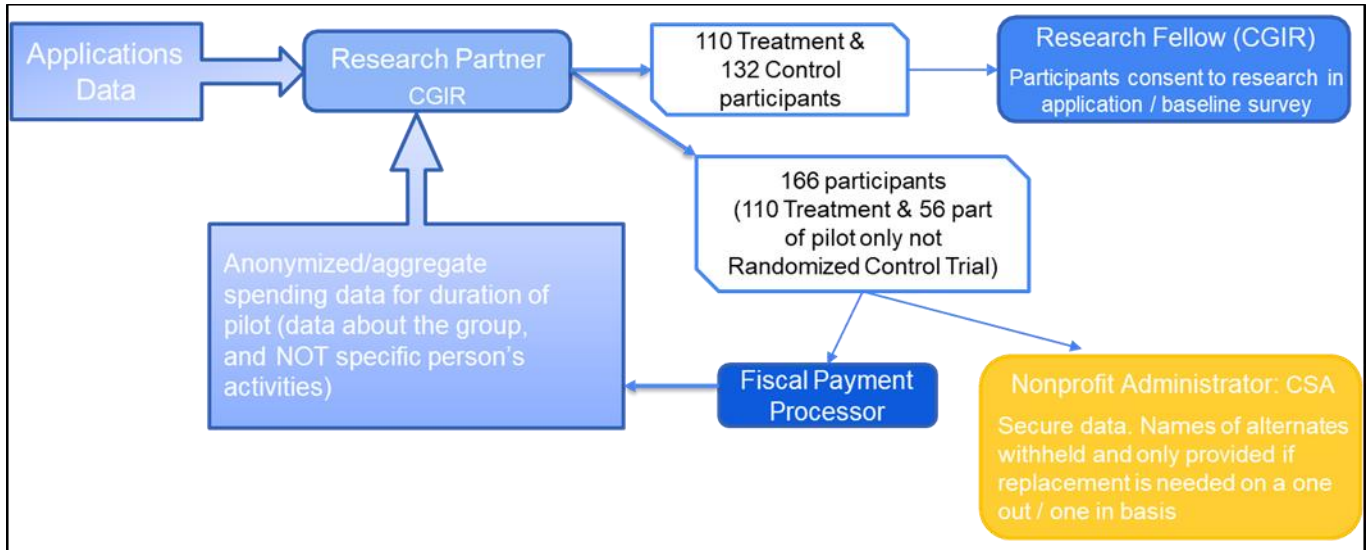 Applications
Data
Research Partner
CGIR
110 Treatment &
132 Control
participants
Research Fellow (CGIR)
Participants consent to research in
application / baseline survey
166 participants
(110 Treatment & 56 part
of pilot only not
Randomized Control Trial)
Anonymized/aggregate
spending data for duration of
pilot (data about the group,
and NOT specific person's
activities)
Fiscal Payment
Processor
Nonprofit Administrator: CSA
Secure data. Names of alternates
withheld and only provided if
replacement is needed on a one
out / one in basis